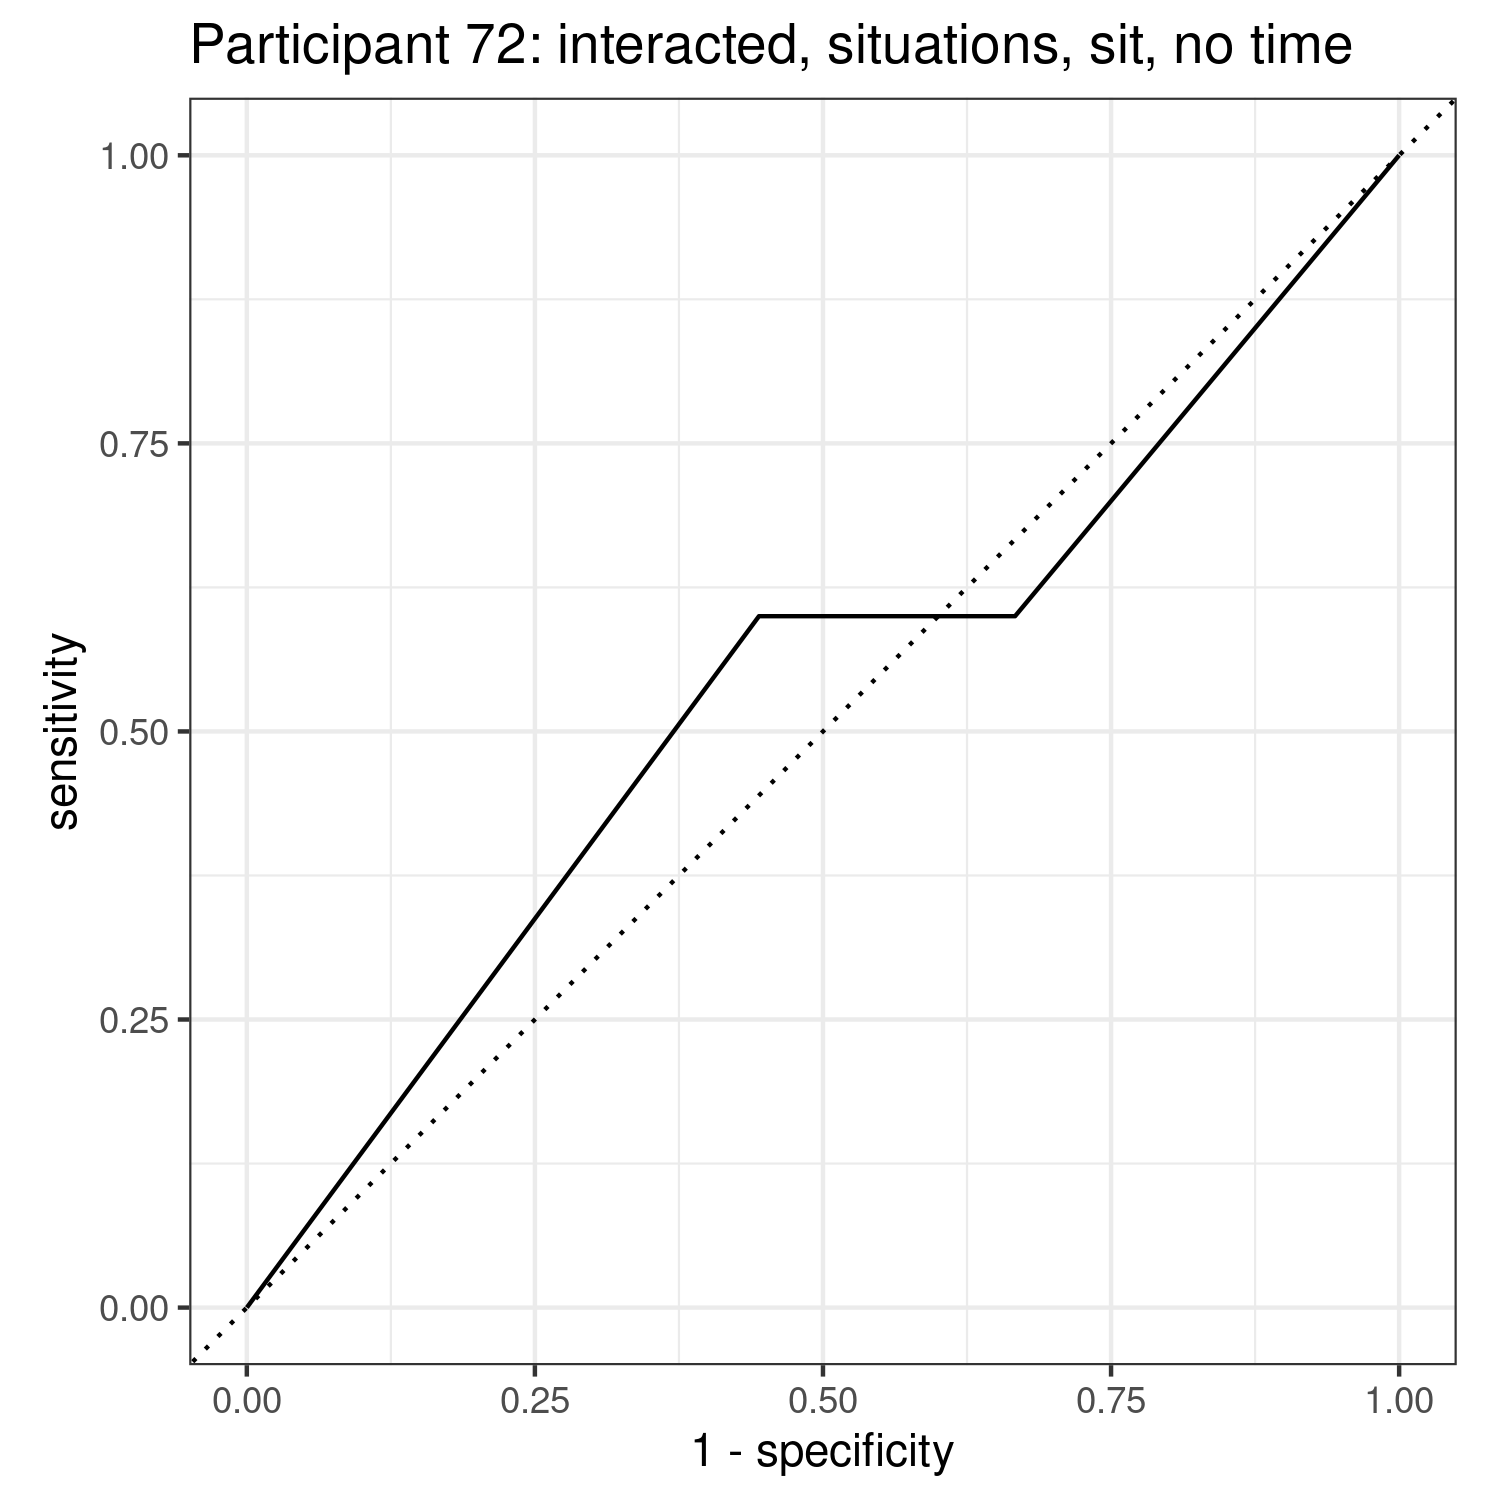 Participant 72: interacted, situations, sit, no time
1.00
0.75
0.50
0.25
0.00
sensitivity
0.00 0.25 0.50 0.75 1.00
1 - specificity